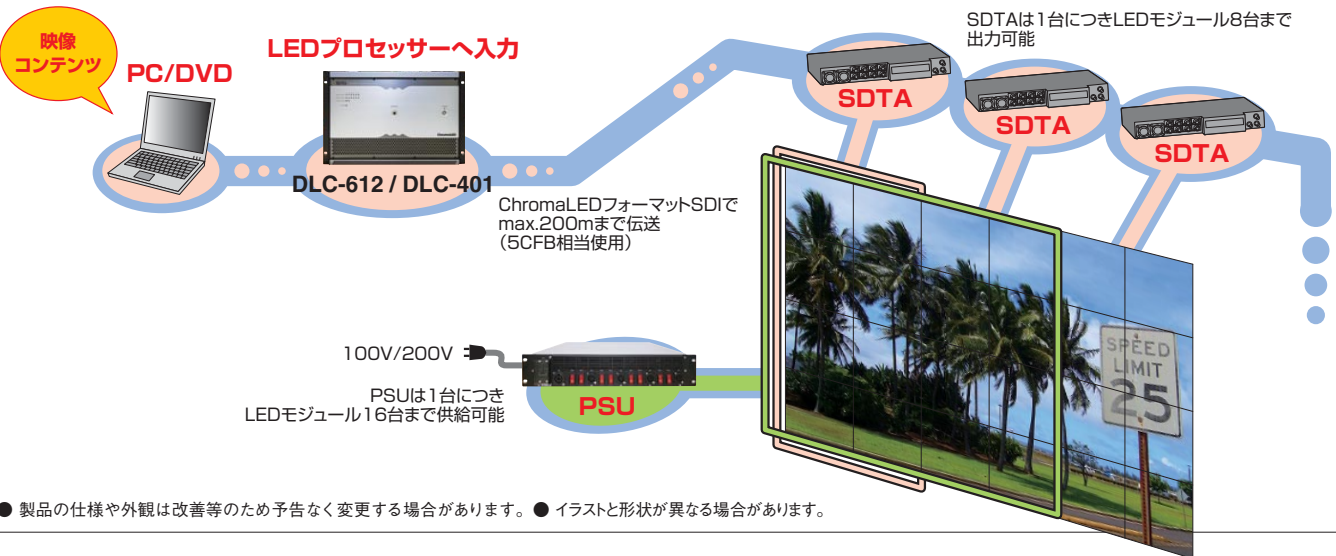 映像
コンテンツ
PC/DVD
LEDプロセッサーへ入力
DLC-612 / DLC-401
ChromaLEDフォーマットSDIで
max.200mまで伝送
（5CFB相当使用）
SDTAは1台につきLEDモジュール8台まで
出力可能
SDTA
SDTA
SDTA
100V/200V
PSUは1台につき
LEDモジュール16台まで供給可能
PSU
SPEED
LIMIT
25
● 製品の仕様や外観は改善等のため予告なく変更する場合があります。● イラストと形状が異なる場合があります。